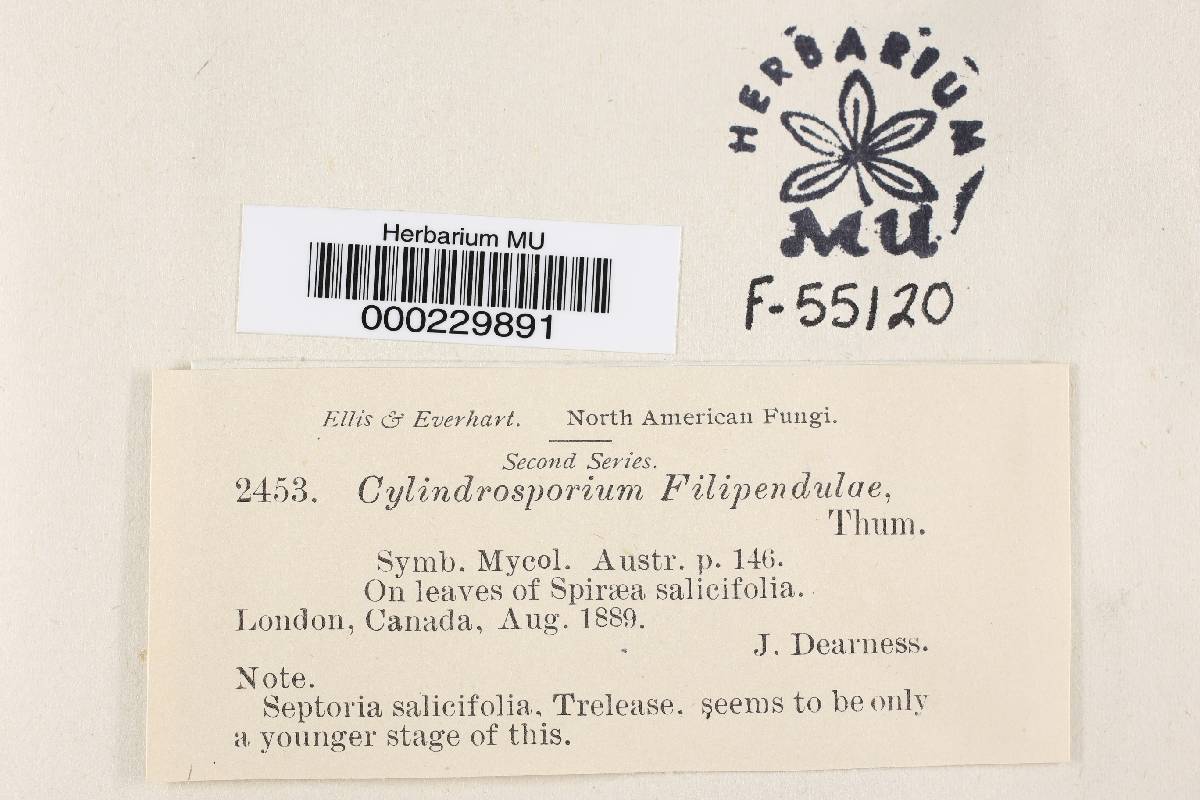 HERBARIUM
MU
F-55120
Herbarium MU
000229891
Ellis & Everhart. North American Fungi.
Second Series.
2453. Cylindrosporium Filipendulae,
Thum.
Symb. Mycol. Austr. p. 146.
On leaves of Spiræa salicifolia.
London, Canada, Aug. 1889.
J. Dearness.
Note.
Septoria salicifolia, Trelease. seems to be only
a younger stage of this.